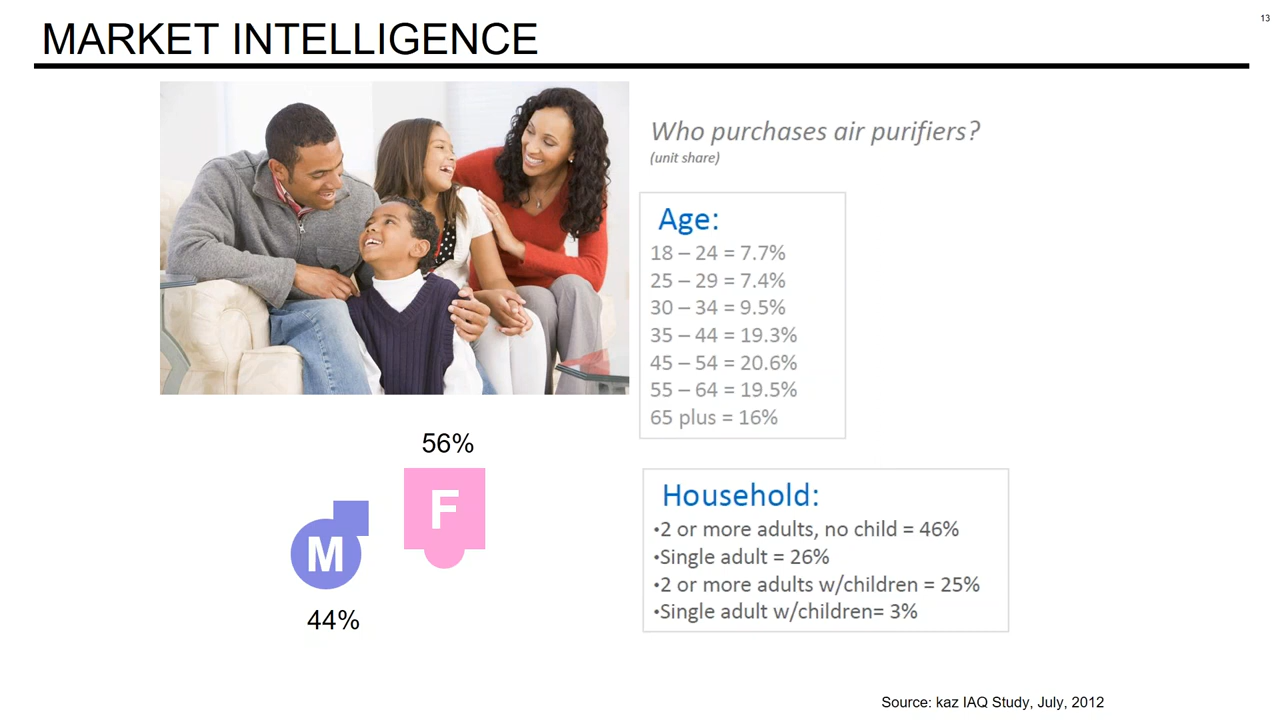 MARKET INTELLIGENCE
13
Who purchases air purifiers?
(unit share)
Age:
18 – 24 = 7.7%
25 – 29 = 7.4%
30 – 34 = 9.5%
35 – 44 = 19.3%
45 – 54 = 20.6%
55 – 64 = 19.5%
65 plus = 16%
56%
F
M
44%
Household:
•2 or more adults, no child = 46%
•Single adult = 26%
•2 or more adults w/children = 25%
•Single adult w/children= 3%
Source: kaz IAQ Study, July, 2012